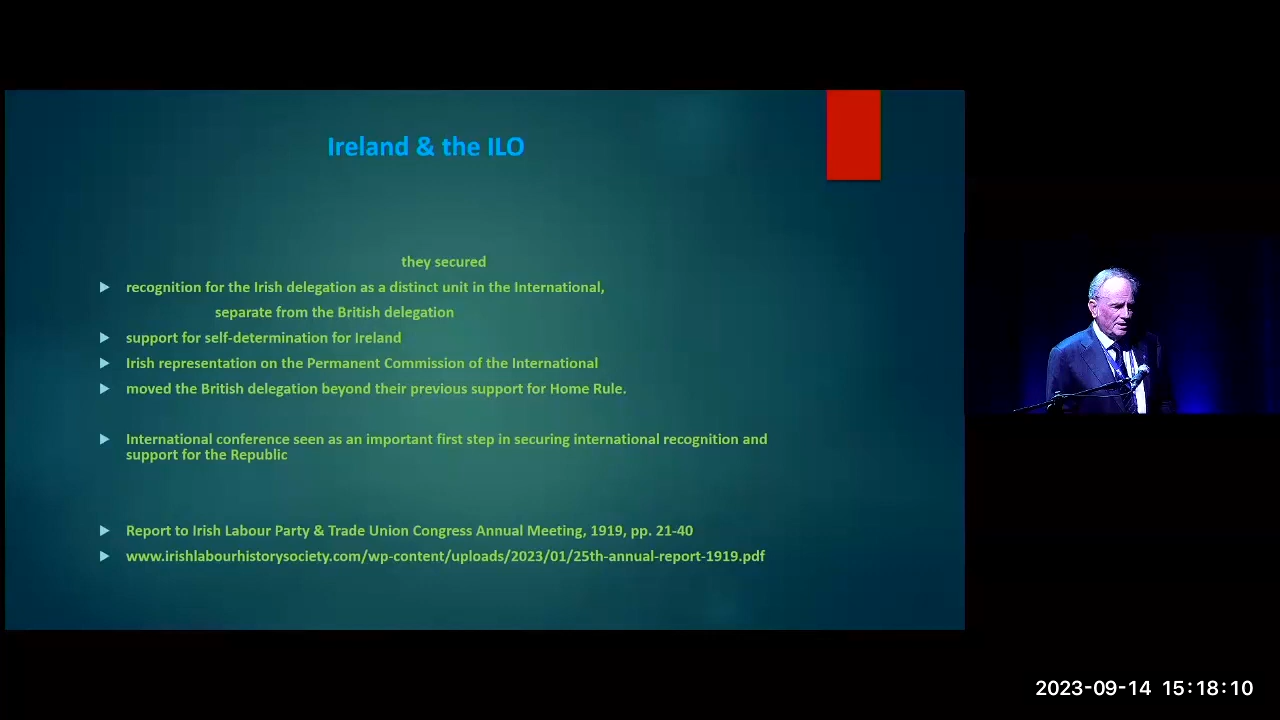 Ireland & the ILO
they secured
recognition for the Irish delegation as a distinct unit in the International,
separate from the British delegation
support for self-determination for Ireland
Irish representation on the Permanent Commission of the International
moved the British delegation beyond their previous support for Home Rule.
International conference seen as an important first step in securing international recognition and
support for the Republic
Report to Irish Labour Party & Trade Union Congress Annual Meeting, 1919, pp. 21-40
www.irishlabourhistorysociety.com/wp-content/uploads/2023/01/25th-annual-report-1919.pdf
2023-09-14 15:18:10